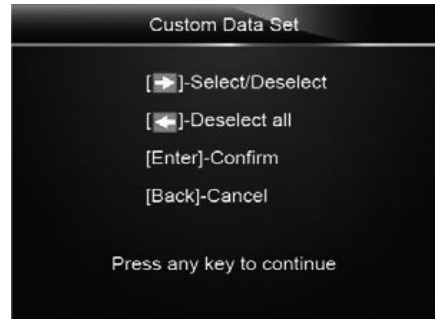 Custom Data Set
[➡]-Select/Deselect
[⬅]-Deselect all
[Enter]-Confirm
[Back]-Cancel
Press any key to continue